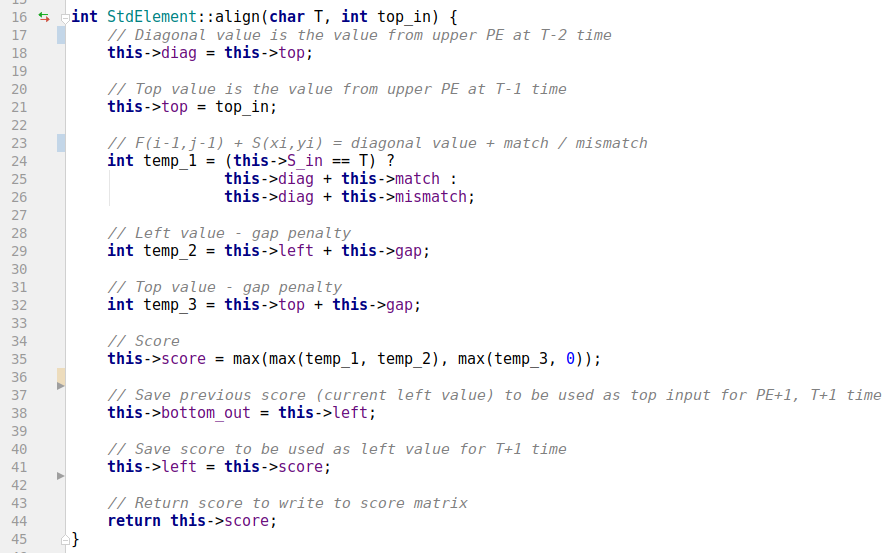 16 int StdElement::align(char T, int top_in) {
17 // Diagonal value is the value from upper PE at T-2 time
18 this->diag = this->top;
19
20 // Top value is the value from upper PE at T-1 time
21 this->top = top_in;
22
23 // F(i-1,j-1) + S(xi,yi) = diagonal value + match / mismatch
24 int temp_1 = (this->S_in == T) ?
25 this->diag + this->match :
26 this->diag + this->mismatch;
27
28 // Left value - gap penalty
29 int temp_2 = this->left + this->gap;
30
31 // Top value - gap penalty
32 int temp_3 = this->top + this->gap;
33
34 // Score
35 this->score = max(max(temp_1, temp_2), max(temp_3, 0));
36
37 // Save previous score (current left value) to be used as top input for PE+1, T+1 time
38 this->bottom_out = this->left;
39
40 // Save score to be used as left value for T+1 time
41 this->left = this->score;
42
43 // Return score to write to score matrix
44 return this->score;
45 }